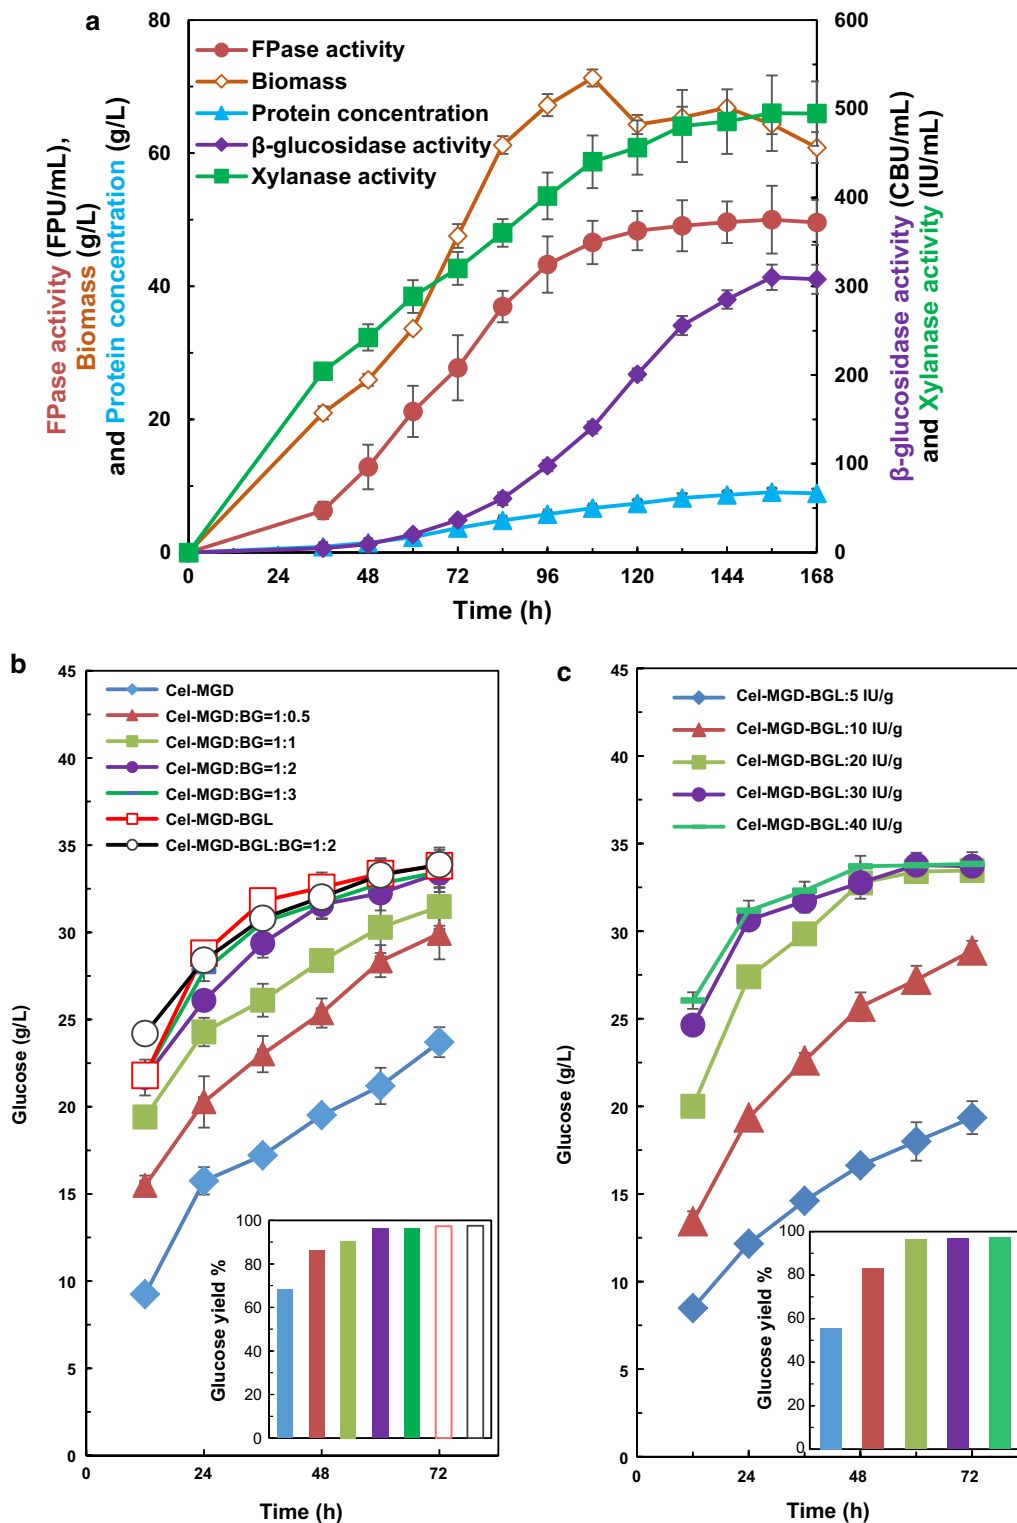 a
80
60
40
20
0
600
500
400
300
200
100
0
FPase activity
Biomass
Protein concentration
β-glucosidase activity
Xylanase activity
FPase activity (FPU/mL),
Biomass (g/L)
and Protein concentration (g/L)
β-glucosidase activity (CBU/mL)
and Xylanase activity (IU/mL)
0 24 48 72 96 120 144 168
Time (h)
b
45
40
35
30
25
20
15
10
5
0
Glucose (g/L)
Cel-MGD
Cel-MGD:BG=1:0.5
Cel-MGD:BG=1:1
Cel-MGD:BG=1:2
Cel-MGD:BG=1:3
Cel-MGD-BGL
Cel-MGD-BGL:BG=1:2
100
80
60
40
20
0
Glucose yield %
0 24 48 72
Time (h)
c
45
40
35
30
25
20
15
10
5
0
Glucose (g/L)
Cel-MGD-BGL:5 IU/g
Cel-MGD-BGL:10 IU/g
Cel-MGD-BGL:20 IU/g
Cel-MGD-BGL:30 IU/g
Cel-MGD-BGL:40 IU/g
100
80
60
40
20
0
Glucose yield %
0 24 48 72
Time (h)